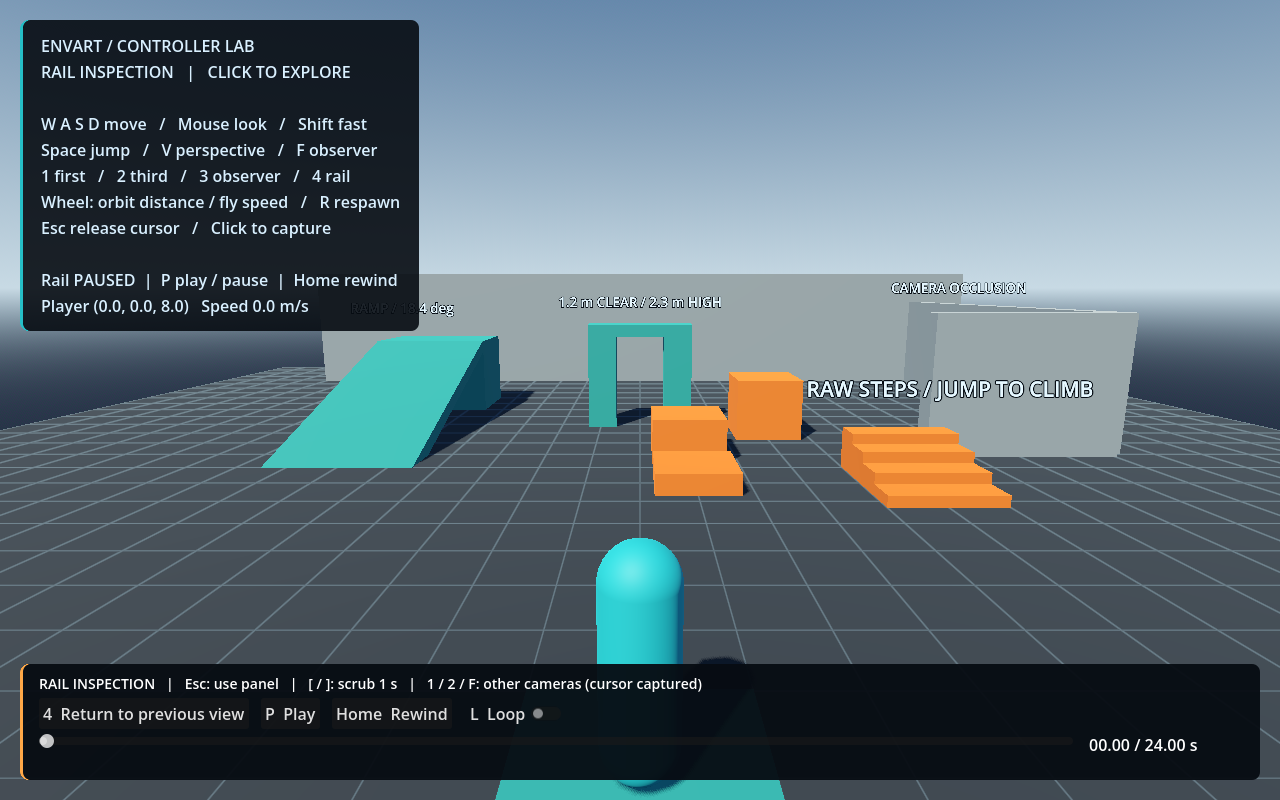 ENVART / CONTROLLER LAB
RAIL INSPECTION | CLICK TO EXPLORE
W A S D move / Mouse look / Shift fast
Space jump / V perspective / F observer
1 first / 2 third / 3 observer / 4 rail
Wheel: orbit distance / fly speed / R respawn
Esc release cursor / Click to capture
Rail PAUSED | P play / pause | Home rewind
Player (0.0, 0.0, 8.0) Speed 0.0 m/s
deg
1.2 m CLEAR / 2.3 m HIGH
CAMERA OCCLUSION
RAW STEPS / JUMP TO CLIMB
RAIL INSPECTION | Esc: use panel | [ / ]: scrub 1 s | 1 / 2 / F: other cameras (cursor captured)
4 Return to previous view P Play Home Rewind L Loop
00.00 / 24.00 s